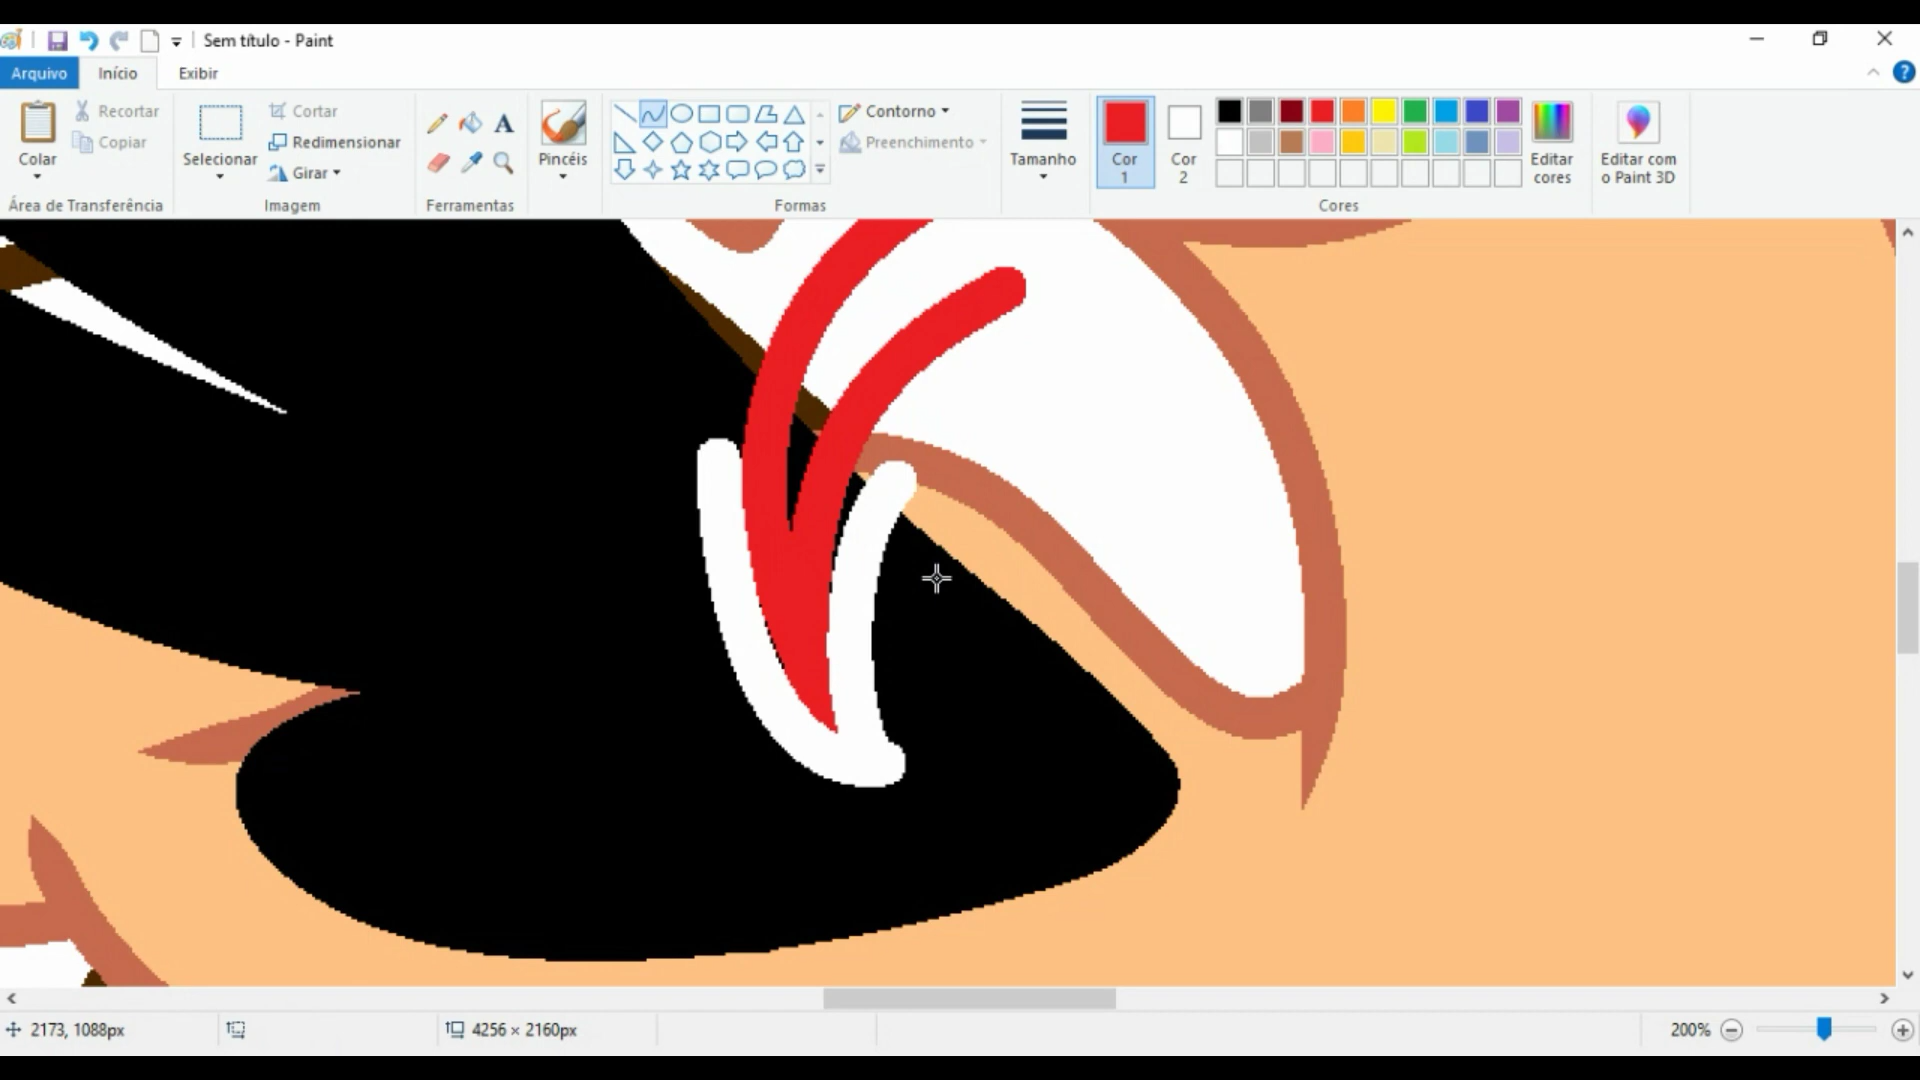 Sem título - Paint
Arquivo Início Exibir
Colar
Recortar
Copiar
Área de Transferência
Selecionar
Cortar
Redimensionar
Girar
Imagem
A
Ferramentas
Pincéis
Contorno
Preenchimento
Formas
Tamanho
Cor
1
Cor
2
Editar
cores
Cores
Editar com
o Paint 3D
?
2173, 1088px
4256 × 2160px
200%